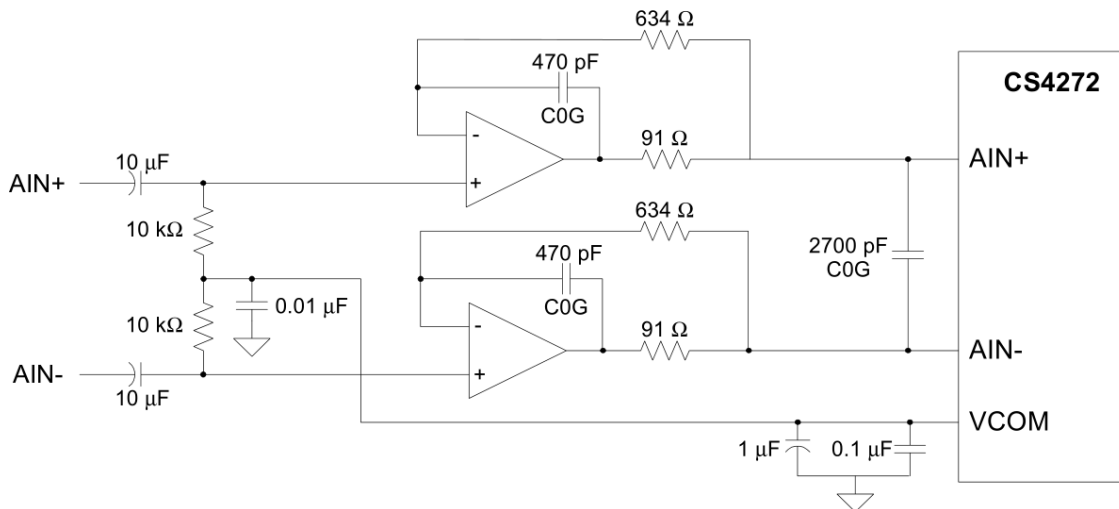 634 Ω
470 pF
C0G
CS4272
-
91 Ω
10 µF
AIN+
+
AIN+
10 kΩ
634 Ω
470 pF
2700 pF
C0G
C0G
0.01 µF
10 kΩ
-
91 Ω
AIN-
AIN-
+
10 µF
VCOM
1 µF
0.1 µF